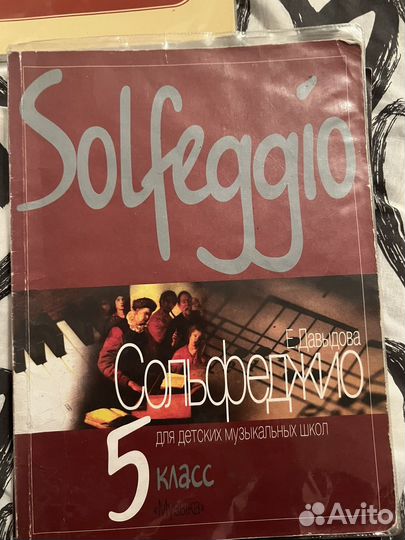 Solfeggio
Е.Давыдова
Сольфеджио
для детских музыкальных школ
5 класс
«Музыка»
Avito